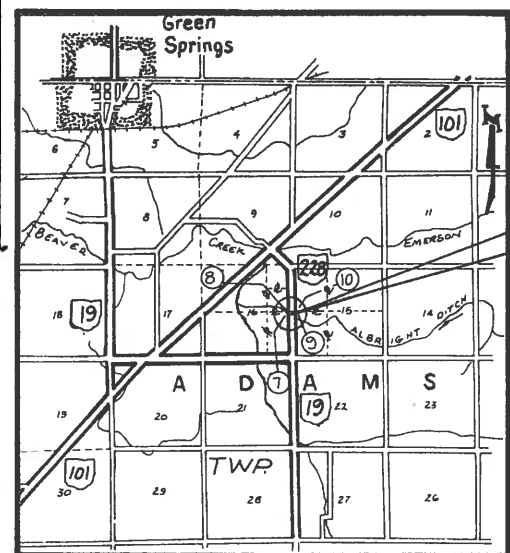 Green
Springs
6 5 4 3 2
101
N
7 8 9 10 11
BEAVER CREEK EMERSON
8 228 10
18 19 17 16 15 14
ALBRIGHT DITCH
9
7
A D A M S
19
19 20 21 22 23
101
TWP.
30 29 28 27 26